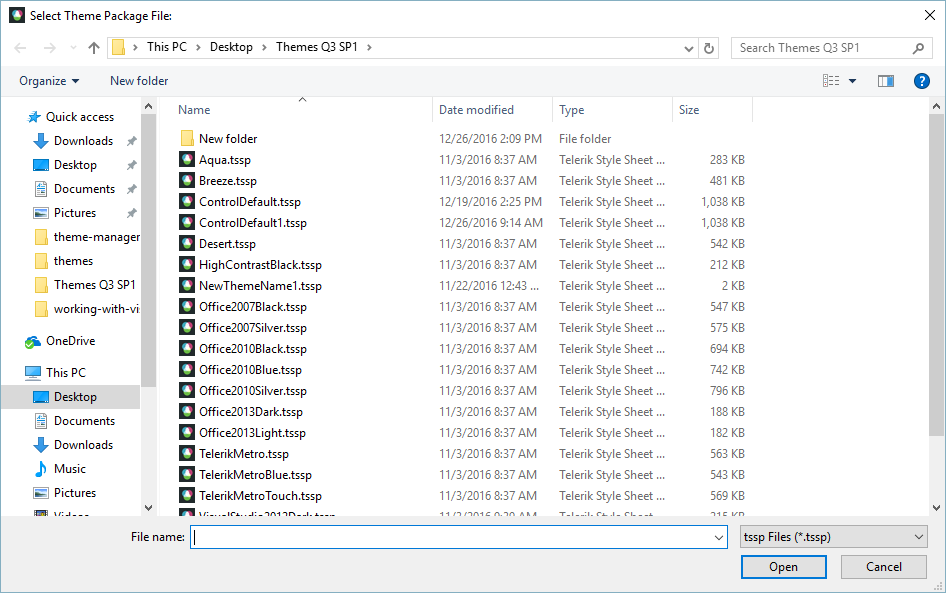 Select Theme Package File:
This PC > Desktop > Themes Q3 SP1 >
Search Themes Q3 SP1
Organize
New folder
Quick access
Downloads
Desktop
Documents
Pictures
theme-manager
themes
Themes Q3 SP1
working-with-vi
OneDrive
This PC
Desktop
Documents
Downloads
Music
Pictures
Videos
Name Date modified Type Size
New folder 12/26/2016 2:09 PM File folder
Aqua.tssp 11/3/2016 8:37 AM Telerik Style Sheet ... 283 KB
Breeze.tssp 11/3/2016 8:37 AM Telerik Style Sheet ... 481 KB
ControlDefault.tssp 12/19/2016 2:25 PM Telerik Style Sheet ... 1,038 KB
ControlDefault1.tssp 12/26/2016 9:14 AM Telerik Style Sheet ... 1,038 KB
Desert.tssp 11/3/2016 8:37 AM Telerik Style Sheet ... 542 KB
HighContrastBlack.tssp 11/3/2016 8:37 AM Telerik Style Sheet ... 212 KB
NewThemeName1.tssp 11/22/2016 12:43 ... Telerik Style Sheet ... 2 KB
Office2007Black.tssp 11/3/2016 8:37 AM Telerik Style Sheet ... 547 KB
Office2007Silver.tssp 11/3/2016 8:37 AM Telerik Style Sheet ... 575 KB
Office2010Black.tssp 11/3/2016 8:37 AM Telerik Style Sheet ... 694 KB
Office2010Blue.tssp 11/3/2016 8:37 AM Telerik Style Sheet ... 742 KB
Office2010Silver.tssp 11/3/2016 8:37 AM Telerik Style Sheet ... 796 KB
Office2013Dark.tssp 11/3/2016 8:37 AM Telerik Style Sheet ... 188 KB
Office2013Light.tssp 11/3/2016 8:37 AM Telerik Style Sheet ... 182 KB
TelerikMetro.tssp 11/3/2016 8:37 AM Telerik Style Sheet ... 563 KB
TelerikMetroBlue.tssp 11/3/2016 8:37 AM Telerik Style Sheet ... 543 KB
TelerikMetroTouch.tssp 11/3/2016 8:37 AM Telerik Style Sheet ... 569 KB
VisualStudio2012Dark.tssp Telerik Style Sheet ...
File name:
tssp Files (*.tssp)
Open
Cancel